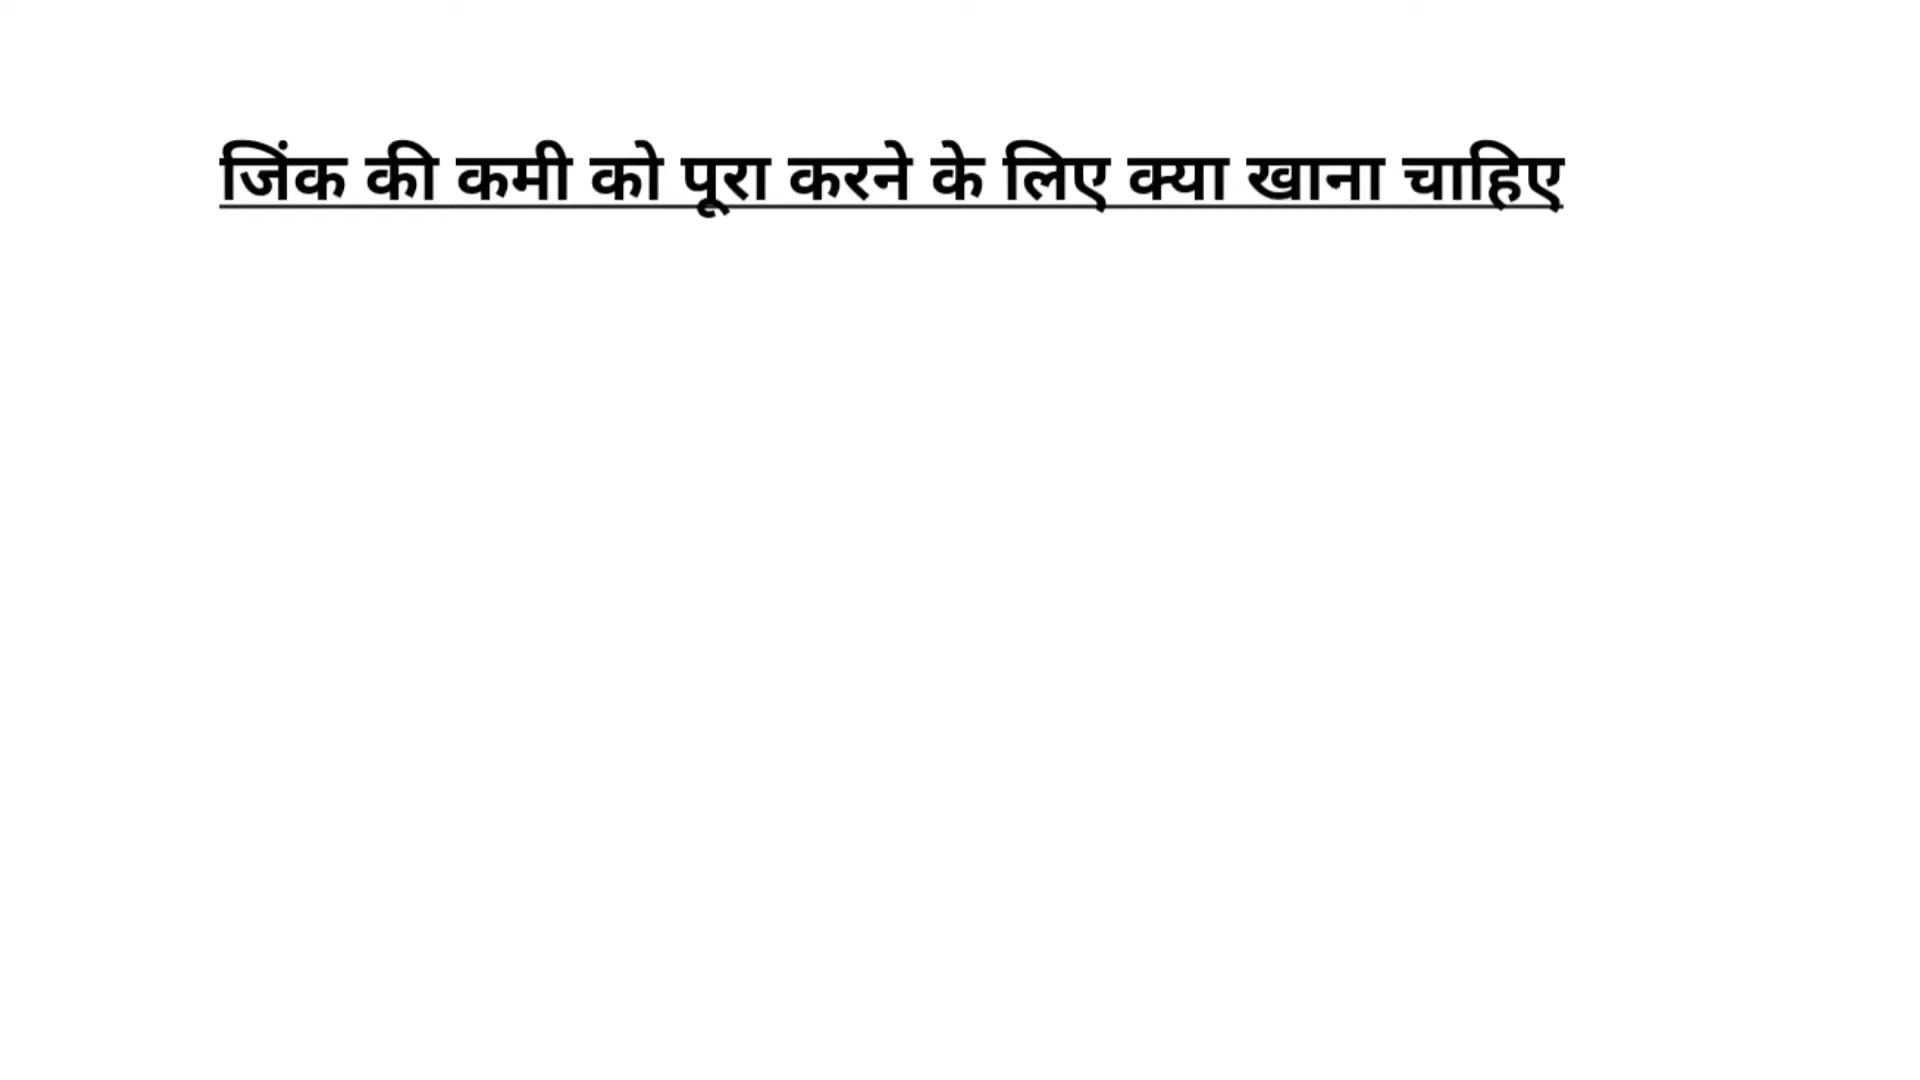 जिंक की कमी को पूरा करने के लिए क्या खाना चाहिए